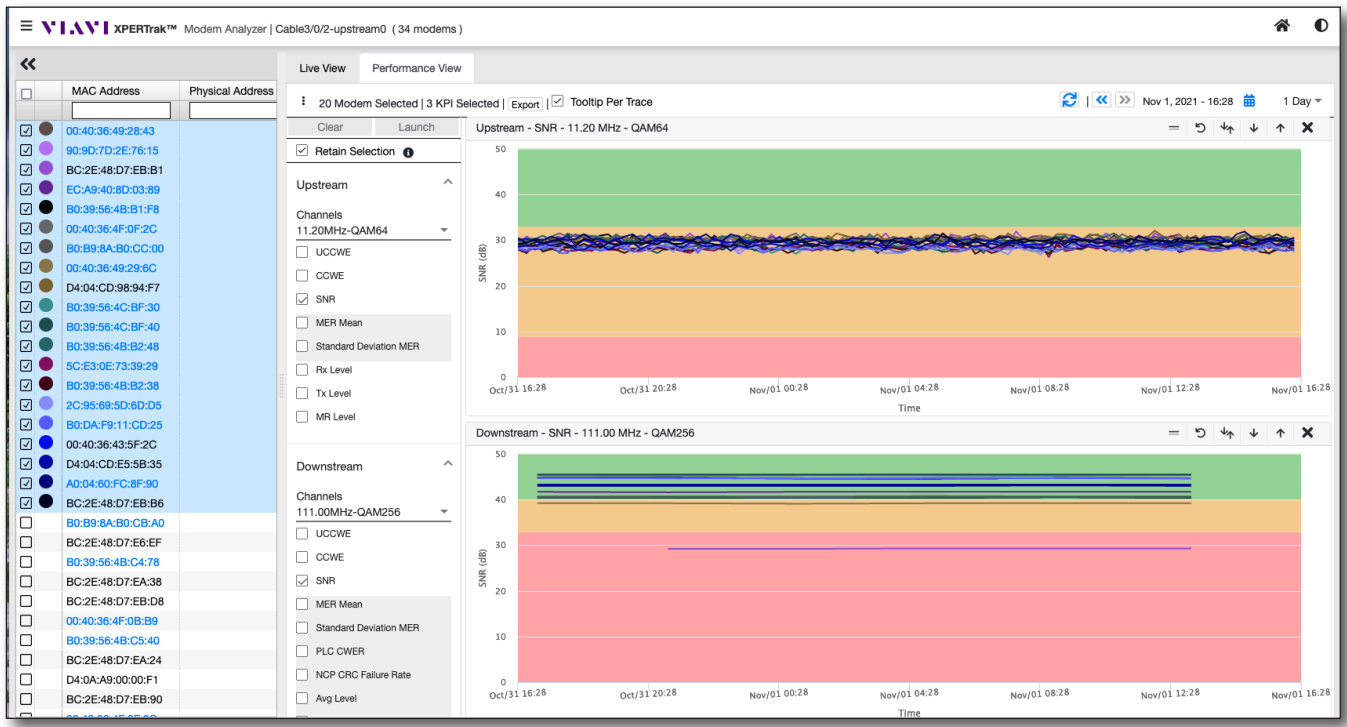 VIAVI XPERTrak™ Modem Analyzer | Cable3/0/2-upstream0 ( 34 modems )
MAC Address Physical Address
00:40:36:49:28:43
90:9D:7D:2E:76:15
BC:2E:48:D7:EB:B1
EC:A9:40:8D:03:89
B0:39:56:4B:B1:F8
00:40:36:4F:0F:2C
B0:B9:8A:B0:CC:00
00:40:36:49:29:6C
D4:04:CD:98:94:F7
B0:39:56:4C:BF:30
B0:39:56:4C:BF:40
B0:39:56:4B:B2:48
5C:E3:0E:73:39:29
B0:39:56:4B:B2:38
2C:95:69:5D:6D:D5
B0:DA:F9:11:CD:25
00:40:36:43:5F:2C
D4:04:CD:E5:5B:35
A0:04:60:FC:8F:90
BC:2E:48:D7:EB:B6
B0:B9:8A:B0:CB:A0
BC:2E:48:D7:E6:EF
B0:39:56:4B:C4:78
BC:2E:48:D7:EA:38
BC:2E:48:D7:EB:D8
00:40:36:4F:0B:B9
B0:39:56:4B:C5:40
BC:2E:48:D7:EA:24
D4:0A:A9:00:00:F1
BC:2E:48:D7:EB:90
Live View Performance View
20 Modem Selected | 3 KPI Selected | Export | Tooltip Per Trace
Nov 1, 2021 - 16:28 1 Day
Clear Launch
Retain Selection
Upstream
Channels
11.20MHz-QAM64
UCCWE
CCWE
SNR
MER Mean
Standard Deviation MER
Rx Level
Tx Level
MR Level
Downstream
Channels
111.00MHz-QAM256
UCCWE
CCWE
SNR
MER Mean
Standard Deviation MER
PLC CWER
NCP CRC Failure Rate
Avg Level
Upstream - SNR - 11.20 MHz - QAM64
50
40
30
20
10
0
SNR (dB)
Oct/31 16:28 Oct/31 20:28 Nov/01 00:28 Nov/01 04:28 Nov/01 08:28 Nov/01 12:28 Nov/01 16:28
Time
Downstream - SNR - 111.00 MHz - QAM256
50
40
30
20
10
0
SNR (dB)
Oct/31 16:28 Oct/31 20:28 Nov/01 00:28 Nov/01 04:28 Nov/01 08:28 Nov/01 12:28 Nov/01 16:28
Time